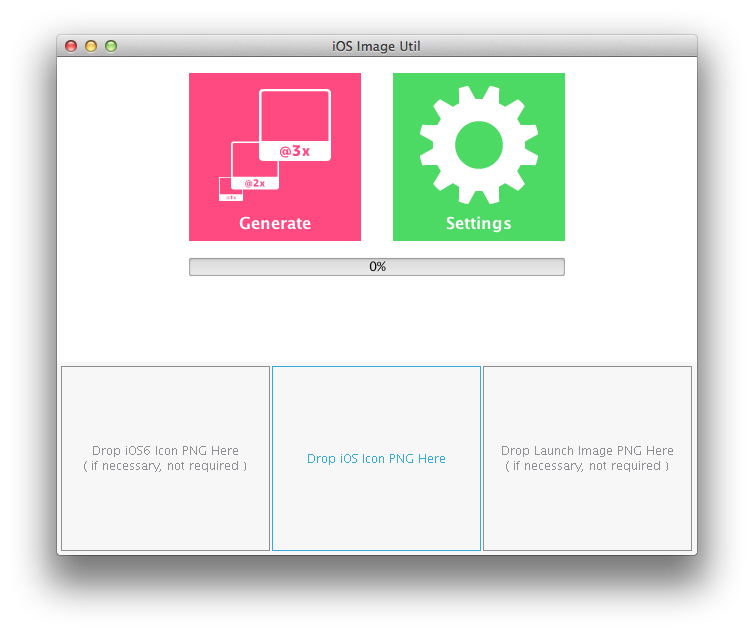 iOS Image Util
@3x
@2x
Generate
Settings
0%
Drop iOS6 Icon PNG Here
( if necessary, not required )
Drop iOS Icon PNG Here
Drop Launch Image PNG Here
( if necessary, not required )